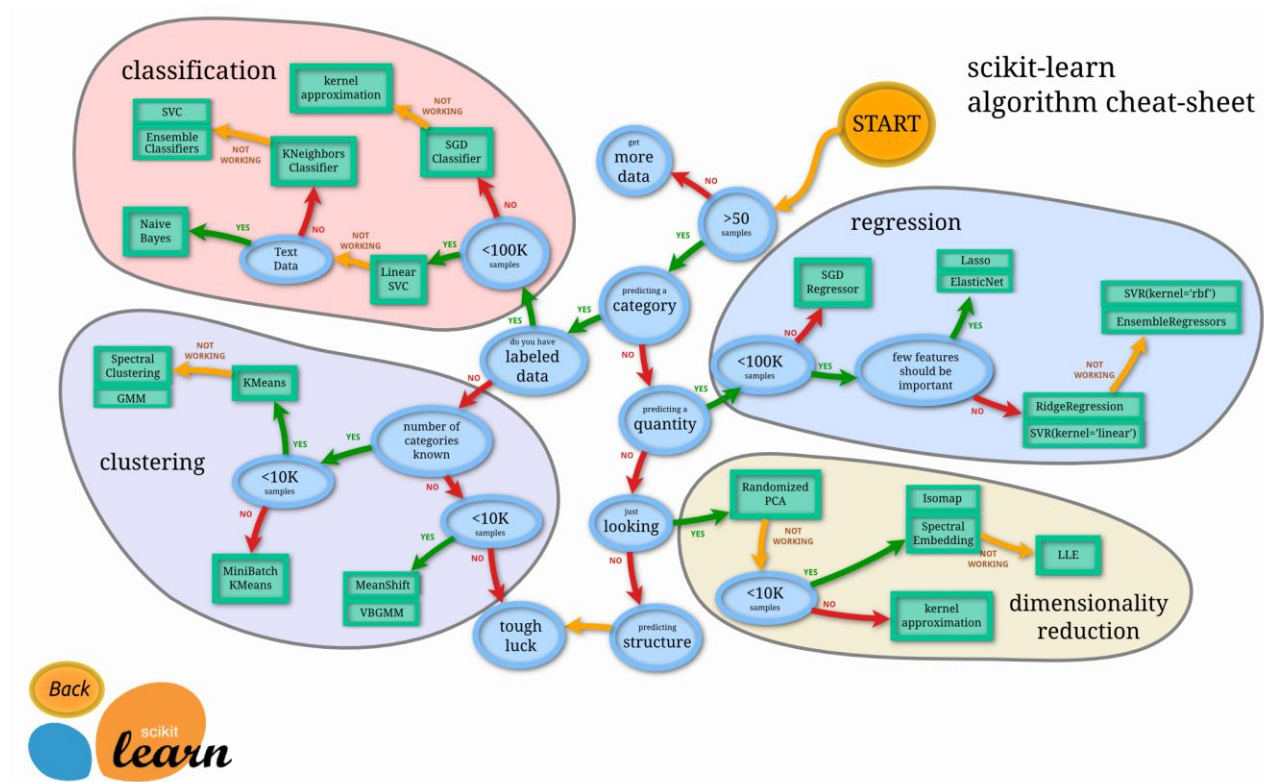 scikit-learn
algorithm cheat-sheet
START
classification
kernel
approximation
NOT
WORKING
SVC
Ensemble
Classifiers
NOT
WORKING
KNeighbors
Classifier
SGD
Classifier
NO
Naive
Bayes
YES
Text
Data
NO
NOT
WORKING
Linear
SVC
YES
<100K
samples
YES
get
more
data
NO
>50
samples
YES
predicting a
category
YES
do you have
labeled
data
NO
NO
predicting a
quantity
YES
NO
just
looking
YES
NO
predicting
structure
tough
luck
regression
SGD
Regressor
NO
<100K
samples
YES
Lasso
ElasticNet
YES
few features
should be
important
NO
SVR(kernel='rbf')
EnsembleRegressors
NOT
WORKING
RidgeRegression
SVR(kernel='linear')
clustering
Spectral
Clustering
GMM
NOT
WORKING
KMeans
YES
<10K
samples
YES
number of
categories
known
NO
NO
MiniBatch
KMeans
<10K
samples
YES
NO
MeanShift
VBGMM
dimensionality
reduction
Randomized
PCA
NOT
WORKING
<10K
samples
YES
NO
Isomap
Spectral
Embedding
NOT
WORKING
LLE
kernel
approximation
Back
scikit
learn